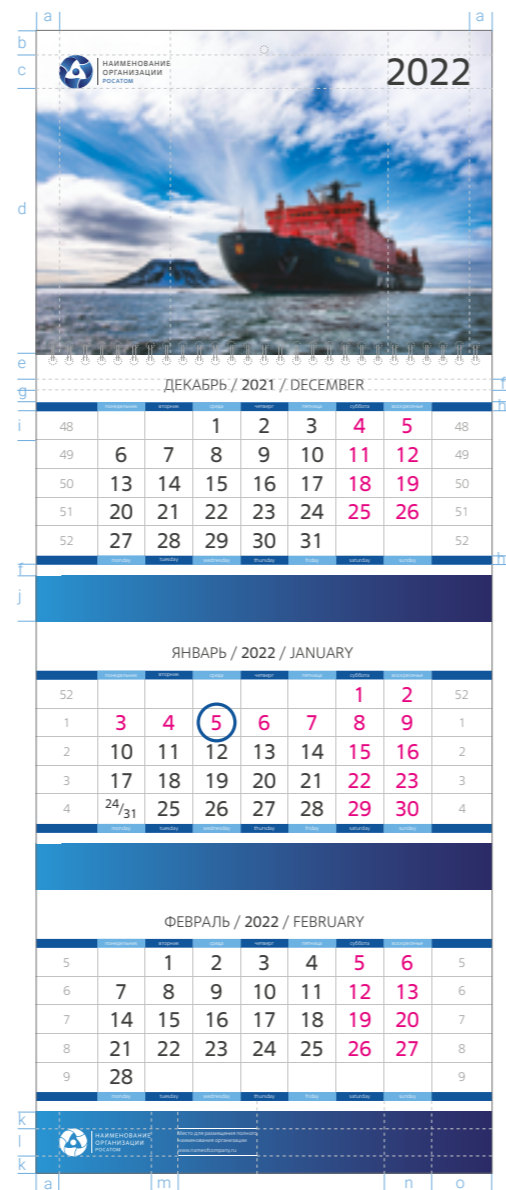 a a
b
c
d
НАИМЕНОВАНИЕ
ОРГАНИЗАЦИИ
РОСАТОМ
2022
e
g
f
h
i
ДЕКАБРЬ / 2021 / DECEMBER
понедельник вторник среда четверг пятница суббота воскресенье
48 1 2 3 4 5 48
49 6 7 8 9 10 11 12 49
50 13 14 15 16 17 18 19 50
51 20 21 22 23 24 25 26 51
52 27 28 29 30 31 52
monday tuesday wednesday thursday friday saturday sunday
h
f
j
ЯНВАРЬ / 2022 / JANUARY
понедельник вторник среда четверг пятница суббота воскресенье
52 1 2 52
1 3 4 5 6 7 8 9 1
2 10 11 12 13 14 15 16 2
3 17 18 19 20 21 22 23 3
4 24/31 25 26 27 28 29 30 4
monday tuesday wednesday thursday friday saturday sunday
ФЕВРАЛЬ / 2022 / FEBRUARY
понедельник вторник среда четверг пятница суббота воскресенье
5 1 2 3 4 5 6 5
6 7 8 9 10 11 12 13 6
7 14 15 16 17 18 19 20 7
8 21 22 23 24 25 26 27 8
9 28 9
monday tuesday wednesday thursday friday saturday sunday
k
l
k
НАИМЕНОВАНИЕ
ОРГАНИЗАЦИИ
РОСАТОМ
Место для размещения полного
наименования организации
www.nameofcompany.ru
a m n o